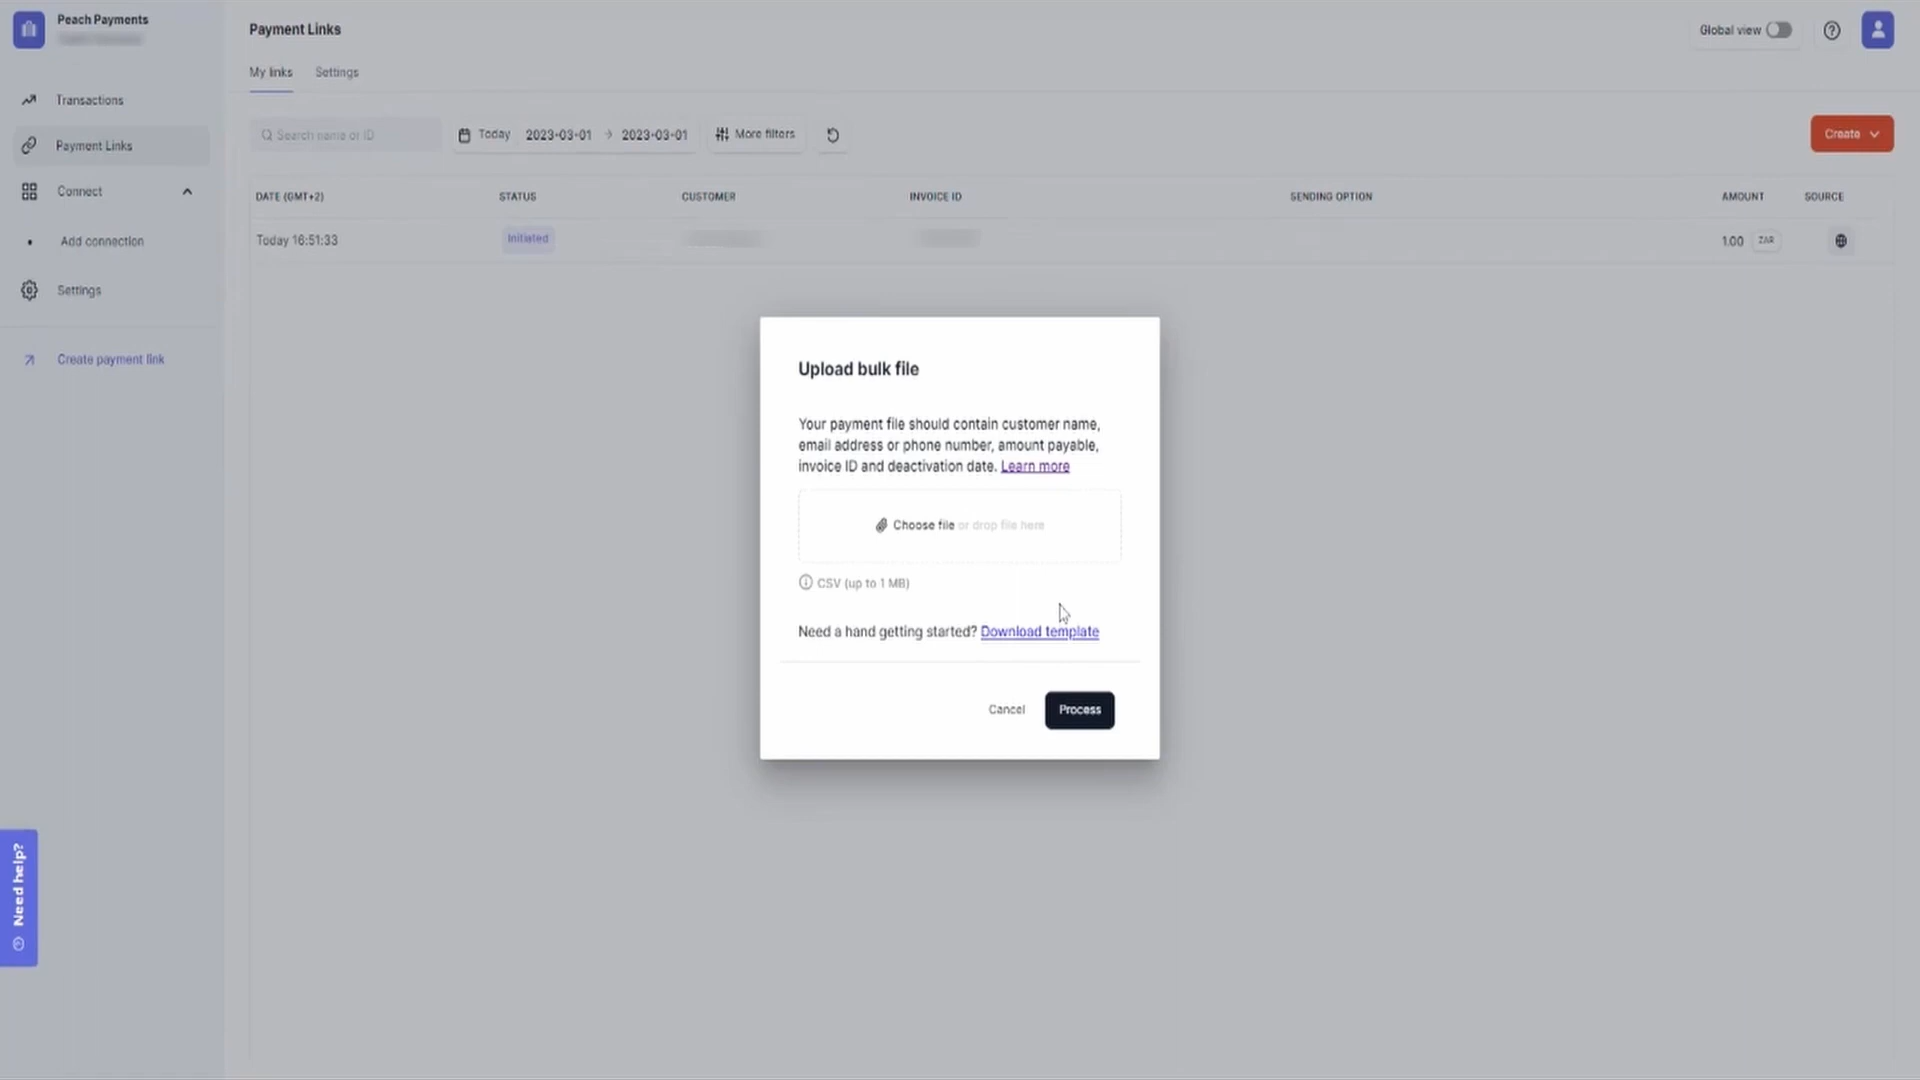 Peach Payments
Transactions
Payment Links
Connect
Add connection
Settings
Create payment link
Need help?
Payment Links
Global view
My links
Settings
Search name or ID
Today 2023-03-01 → 2023-03-01
More filters
Create
DATE (GMT+2) STATUS CUSTOMER INVOICE ID SENDING OPTION AMOUNT SOURCE
Today 16:51:33 Initiated 1.00 ZAR
Upload bulk file
Your payment file should contain customer name,
email address or phone number, amount payable,
invoice ID and deactivation date. Learn more
Choose file or drop file here
CSV (up to 1 MB)
Need a hand getting started? Download template
Cancel
Process